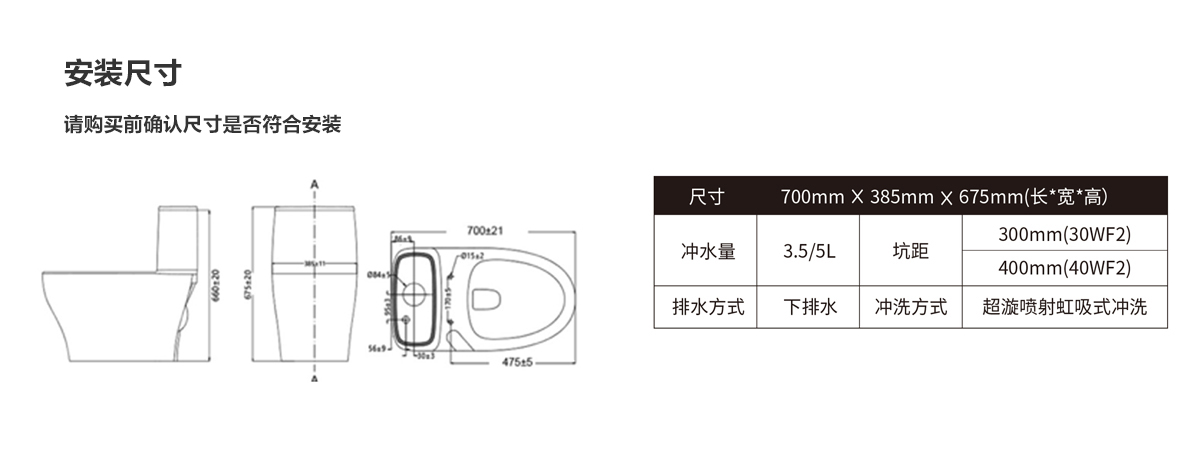 安装尺寸
请购买前确认尺寸是否符合安装
A
660±20
675±20
385±11
A
700±21
86±9
Ø15±2
Ø84±5
170±5
95±3
56±9
30±3
475±5
尺寸 700mm X 385mm X 675mm(长*宽*高)
冲水量 3.5/5L 坑距 300mm(30WF2)
400mm(40WF2)
排水方式 下排水 冲洗方式 超漩喷射虹吸式冲洗